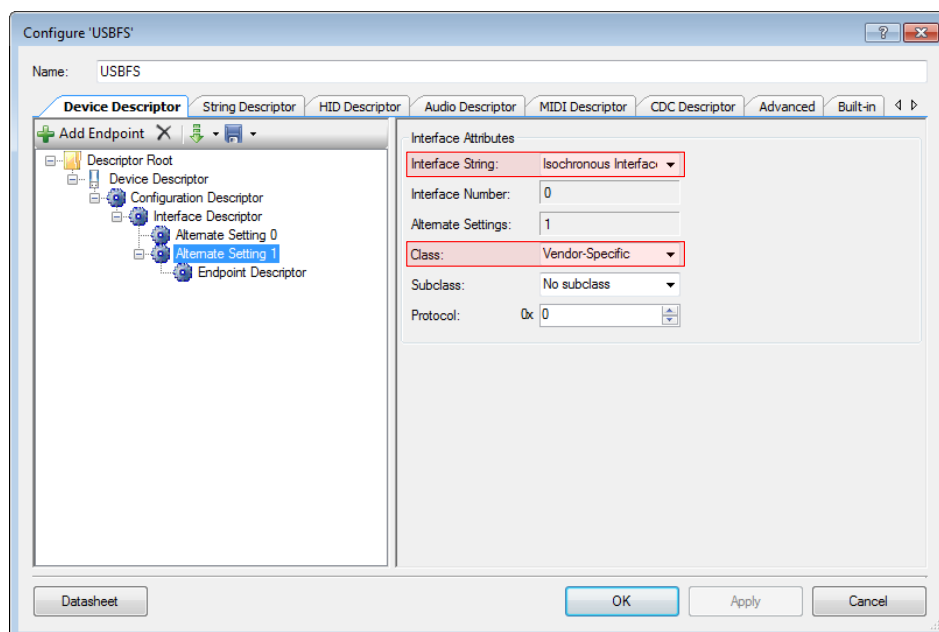 Configure 'USBFS'
Name: USBFS
Device Descriptor String Descriptor HID Descriptor Audio Descriptor MIDI Descriptor CDC Descriptor Advanced Built-in
Add Endpoint
Descriptor Root
Device Descriptor
Configuration Descriptor
Interface Descriptor
Alternate Setting 0
Alternate Setting 1
Endpoint Descriptor
Interface Attributes
Interface String: Isochronous Interfac
Interface Number: 0
Alternate Settings: 1
Class: Vendor-Specific
Subclass: No subclass
Protocol: 0x 0
Datasheet OK Apply Cancel